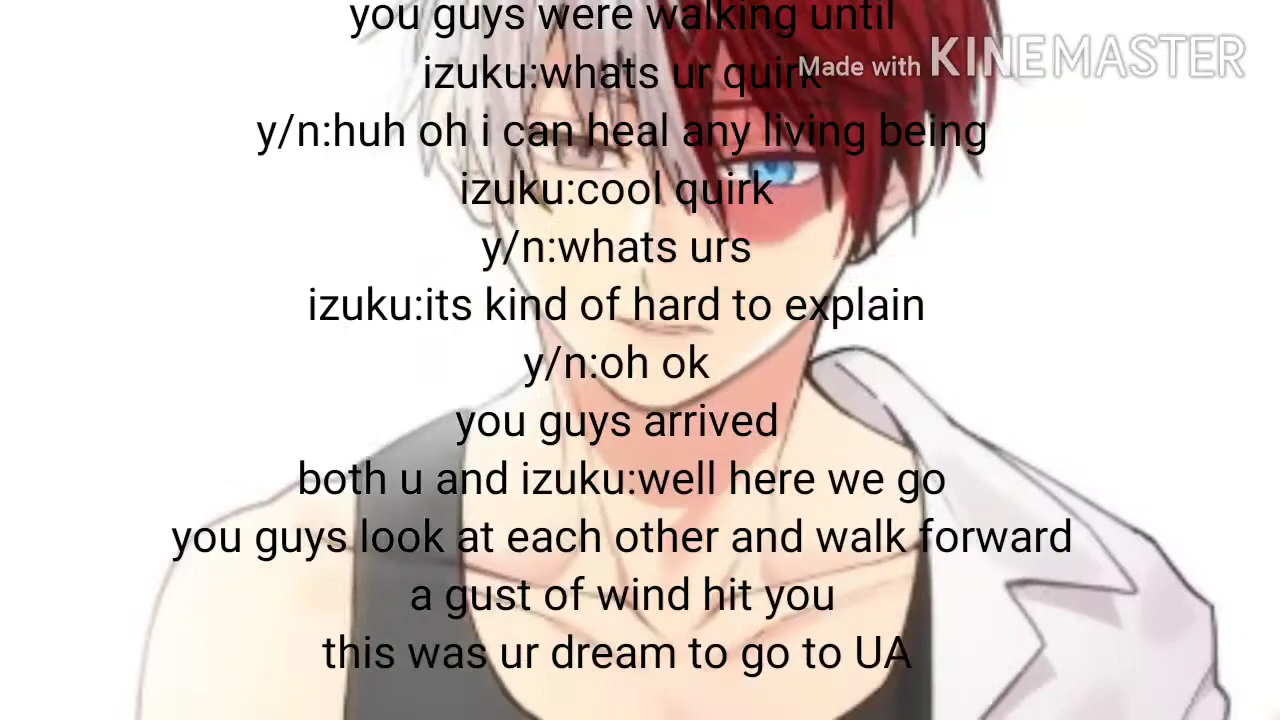 you guys were walking until
izuku:whats ur quirk
Made with KINEMASTER
y/n:huh oh i can heal any living being
izuku:cool quirk
y/n:whats urs
izuku:its kind of hard to explain
y/n:oh ok
you guys arrived
both u and izuku:well here we go
you guys look at each other and walk forward
a gust of wind hit you
this was ur dream to go to UA